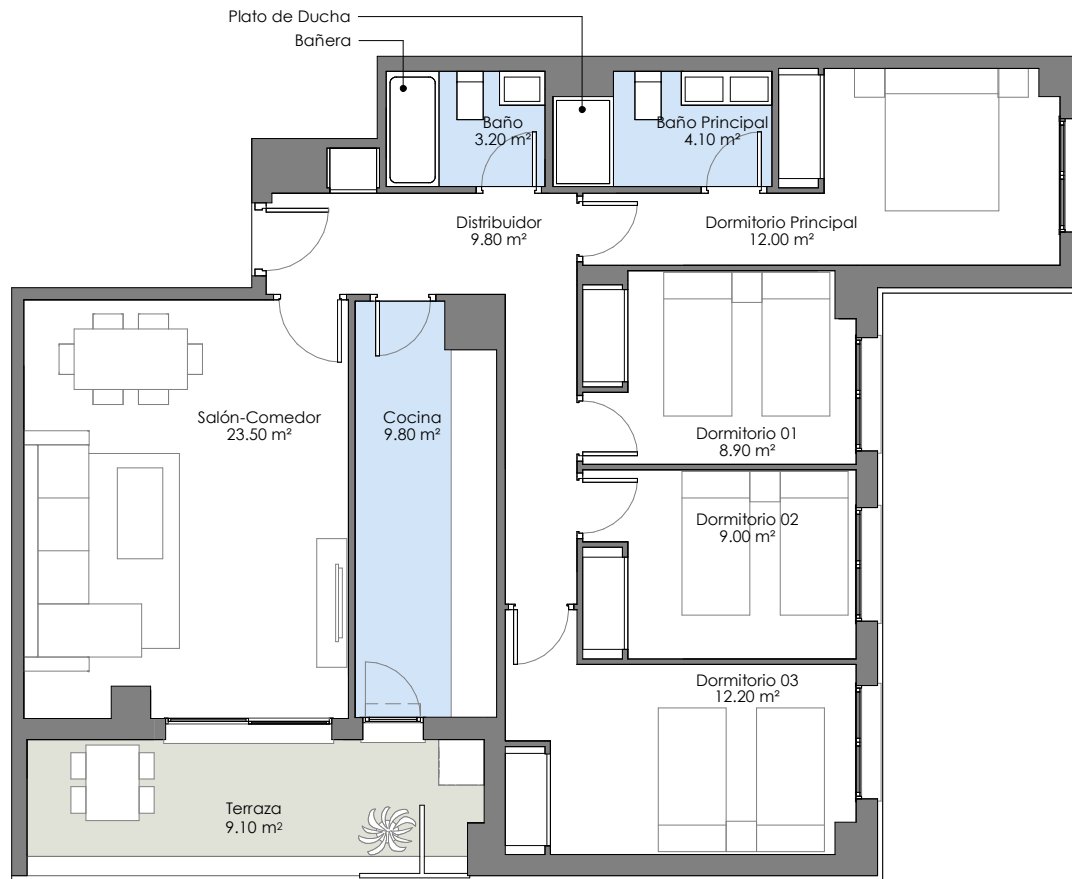 Plato de Ducha
Bañera
Baño
3.20 m²
Baño Principal
4.10 m²
Distribuidor
9.80 m²
Dormitorio Principal
12.00 m²
Salón-Comedor
23.50 m²
Cocina
9.80 m²
Dormitorio 01
8.90 m²
Dormitorio 02
9.00 m²
Dormitorio 03
12.20 m²
Terraza
9.10 m²